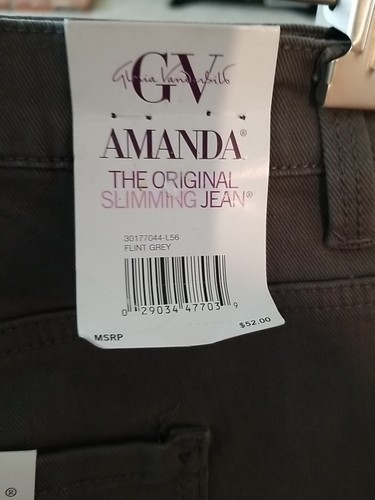 GV
Gloria Vanderbilt
AMANDA®
THE ORIGINAL
SLIMMING JEAN®
30177044-L56
FLINT GREY
0 29034 47703 9
MSRP $52.00
®